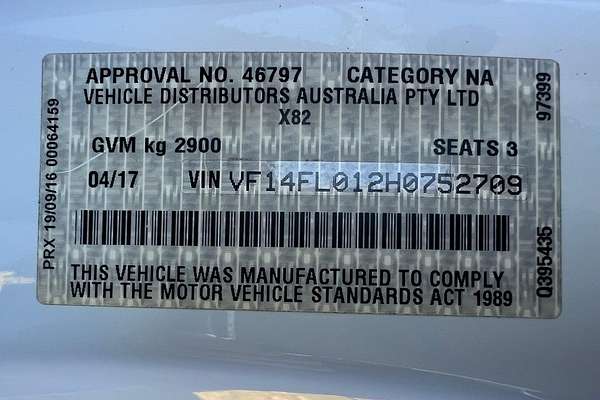 APPROVAL NO. 46797 CATEGORY NA
VEHICLE DISTRIBUTORS AUSTRALIA PTY LTD
X82
GVM kg 2900 SEATS 3
04/17 VIN VF14FL012H0752709
THIS VEHICLE WAS MANUFACTURED TO COMPLY
WITH THE MOTOR VEHICLE STANDARDS ACT 1989
PRX 19/09/16 00064159
97399
Q395435